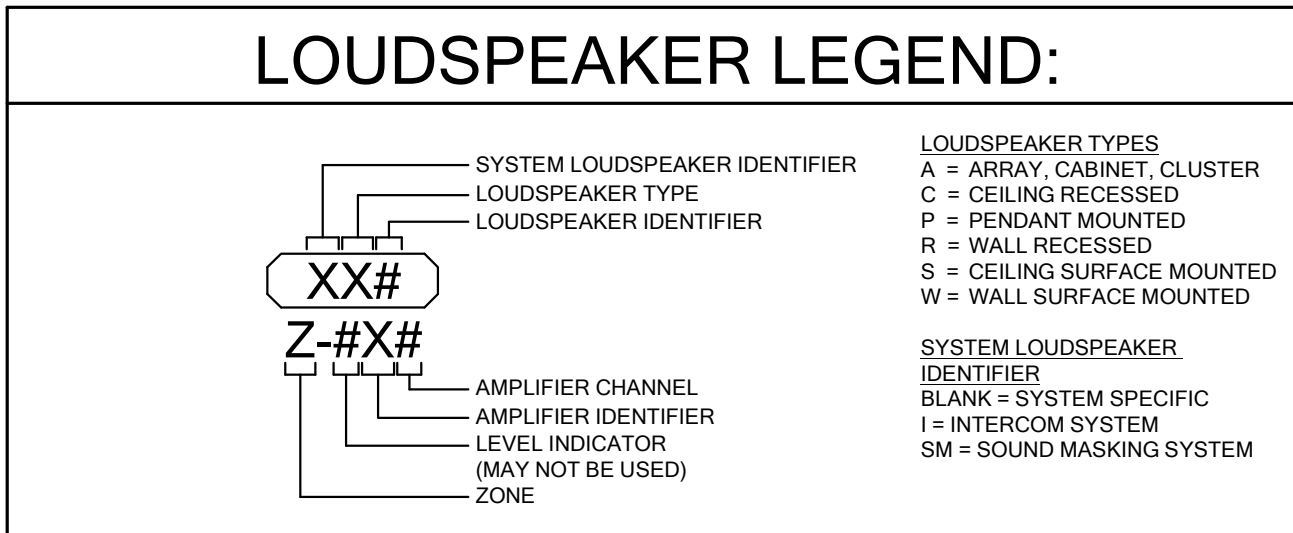 LOUDSPEAKER LEGEND:
SYSTEM LOUDSPEAKER IDENTIFIER
LOUDSPEAKER TYPE
LOUDSPEAKER IDENTIFIER
XX#
Z-#X#
AMPLIFIER CHANNEL
AMPLIFIER IDENTIFIER
LEVEL INDICATOR
(MAY NOT BE USED)
ZONE
LOUDSPEAKER TYPES
A = ARRAY, CABINET, CLUSTER
C = CEILING RECESSED
P = PENDANT MOUNTED
R = WALL RECESSED
S = CEILING SURFACE MOUNTED
W = WALL SURFACE MOUNTED
SYSTEM LOUDSPEAKER
IDENTIFIER
BLANK = SYSTEM SPECIFIC
I = INTERCOM SYSTEM
SM = SOUND MASKING SYSTEM